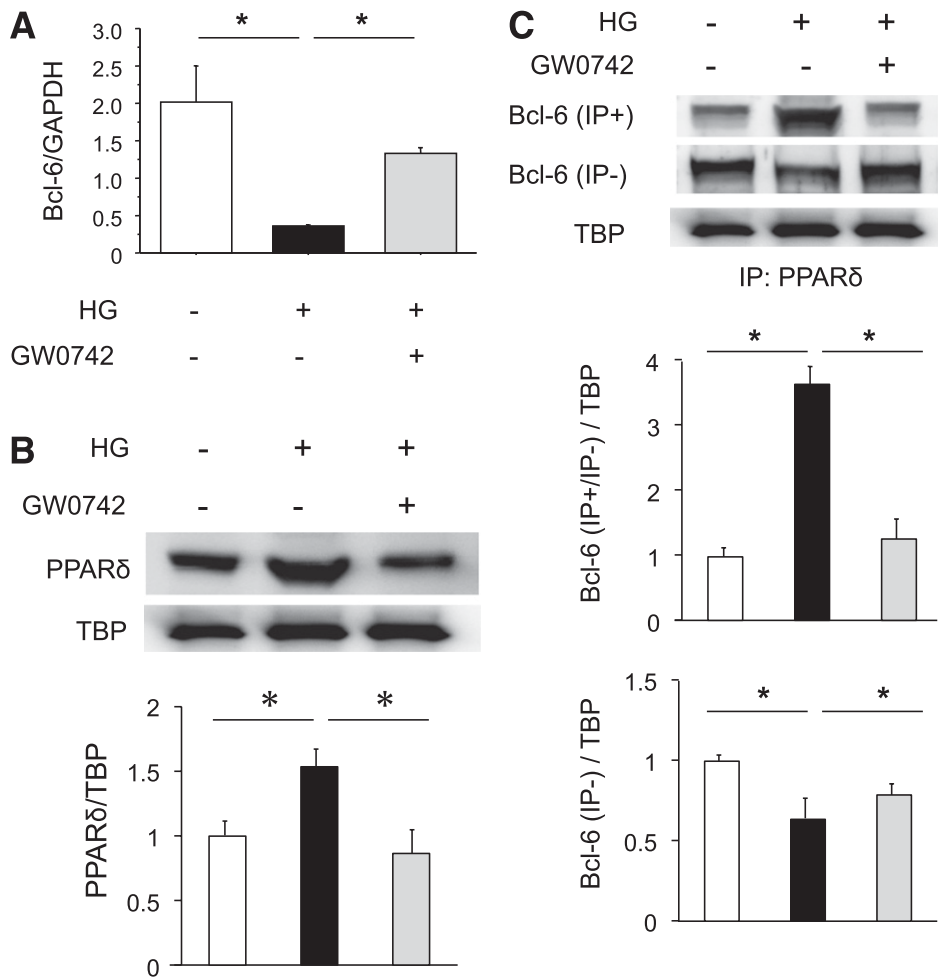 A
* *
3.0
2.5
2.0
1.5
1.0
0.5
0
Bcl-6/GAPDH
HG - + +
GW0742 - - +
B
HG - + +
GW0742 - - +
PPARδ
TBP
* *
2
1.5
1
0.5
0
PPARδ/TBP
C
HG - + +
GW0742 - - +
Bcl-6 (IP+)
Bcl-6 (IP-)
TBP
IP: PPARδ
* *
4
3
2
1
0
Bcl-6 (IP+/IP-) / TBP
* *
1.5
1
0.5
0
Bcl-6 (IP-) / TBP